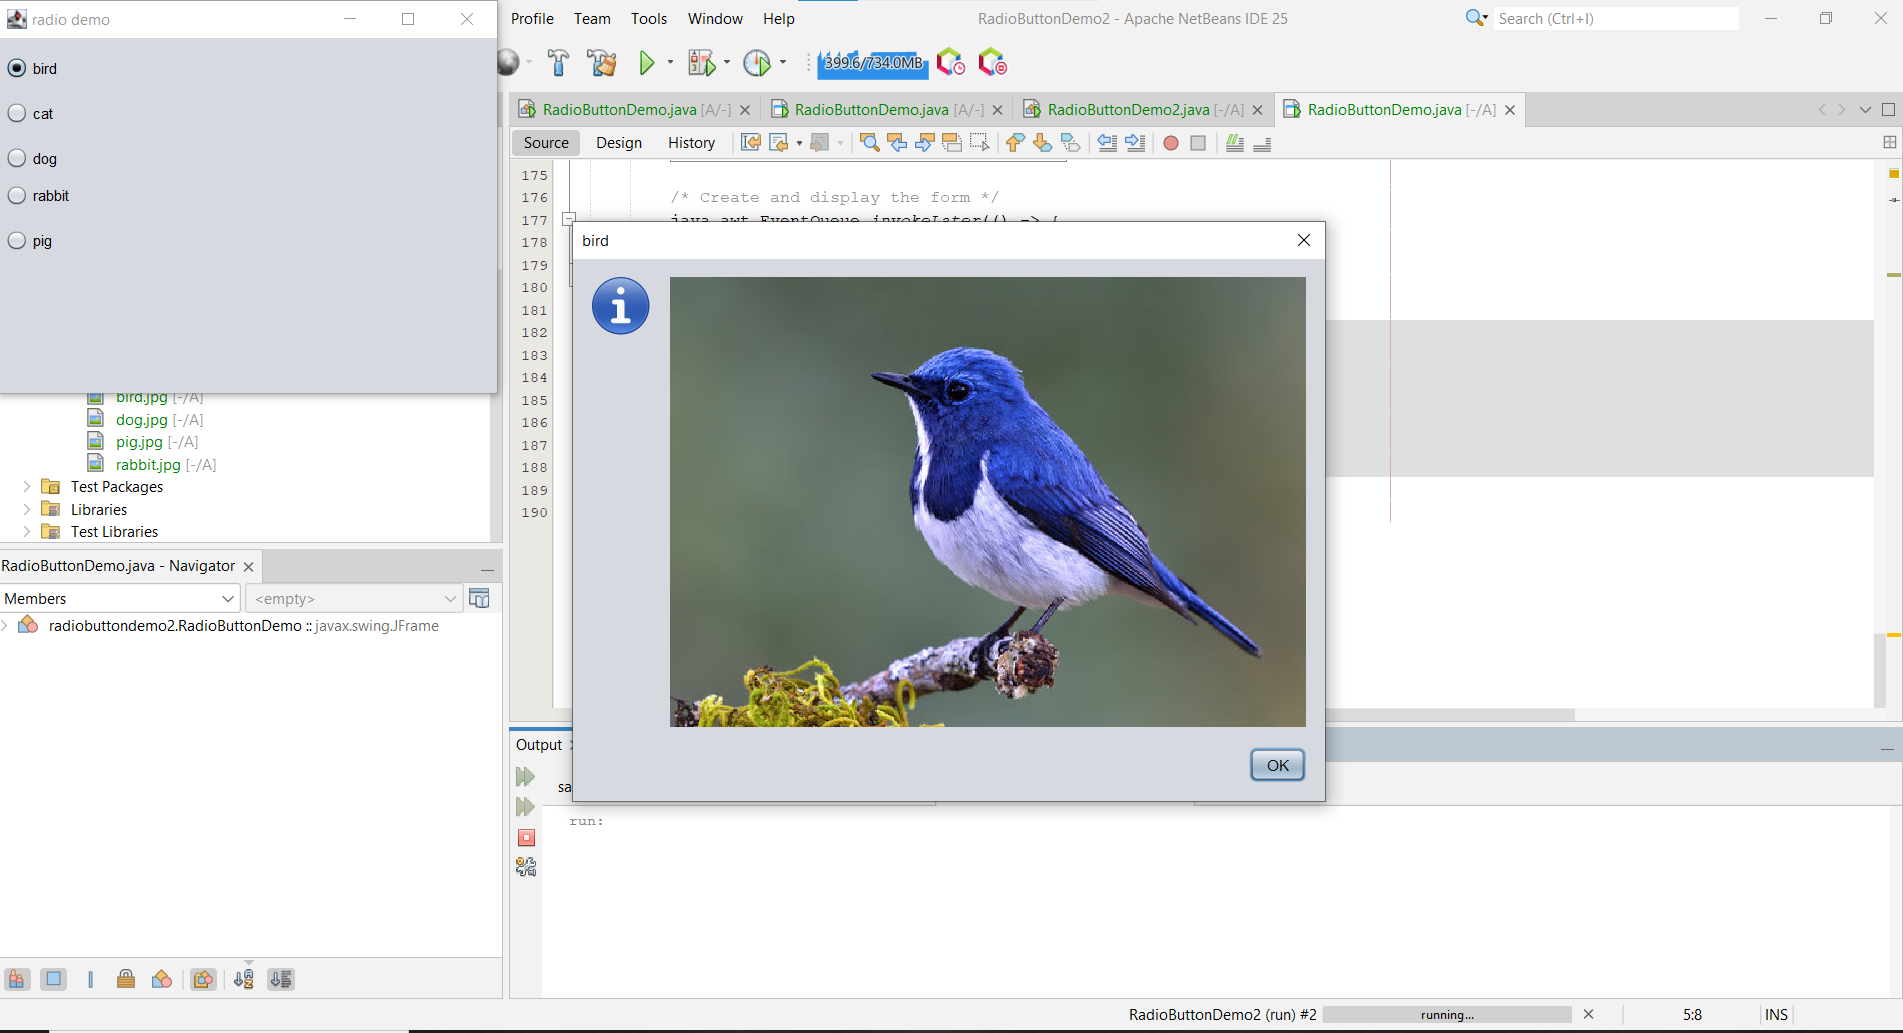 radio demo
bird
cat
dog
rabbit
pig
Profile Team Tools Window Help
RadioButtonDemo2 - Apache NetBeans IDE 25
Search (Ctrl+I)
399.6/734.0MB
RadioButtonDemo.java [A/-]
RadioButtonDemo.java [A/-]
RadioButtonDemo2.java [-/A]
RadioButtonDemo.java [-/A]
Source Design History
175
176 /* Create and display the form */
177 java.awt.EventQueue.invokeLater(() -> {
178
179
180
181
182
183
184
185
186
187
188
189
190
bird
OK
bird.jpg [-/A]
dog.jpg [-/A]
pig.jpg [-/A]
rabbit.jpg [-/A]
Test Packages
Libraries
Test Libraries
RadioButtonDemo.java - Navigator
Members
<empty>
radiobuttondemo2.RadioButtonDemo :: javax.swing.JFrame
Output
sa
run:
RadioButtonDemo2 (run) #2
running...
5:8
INS